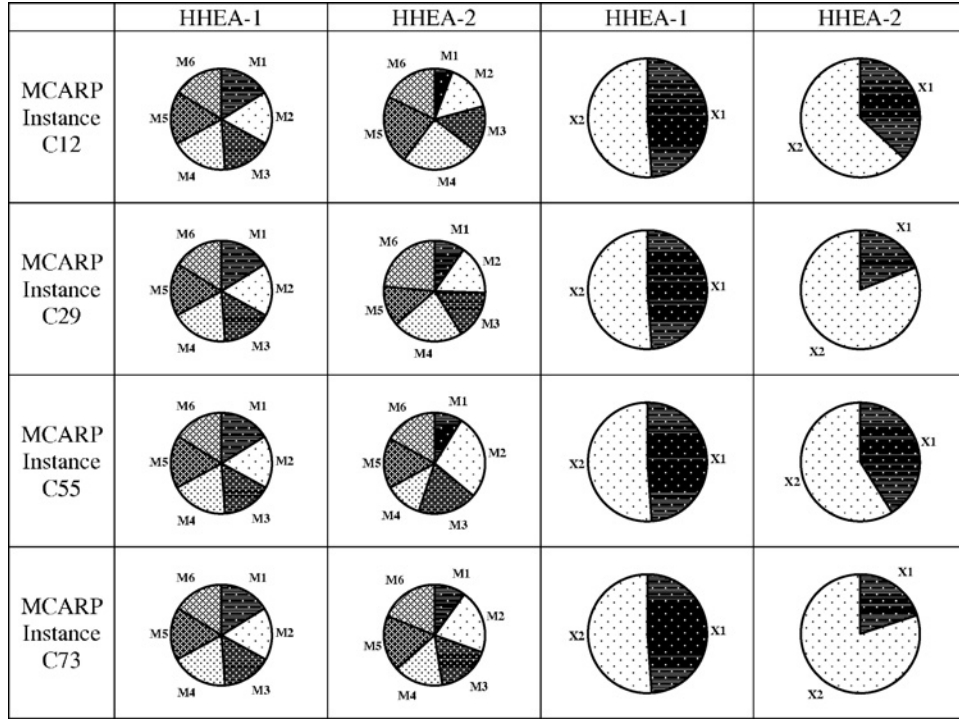 HHEA-1 HHEA-2 HHEA-1 HHEA-2
MCARP
Instance
C12
M6 M1
M5 M2
M4 M3
M6 M1
M2
M5 M3
M4
X2 X1
X1
X2
MCARP
Instance
C29
M6 M1
M5 M2
M4 M3
M6 M1
M2
M5 M3
M4
X2 X1
X1
X2
MCARP
Instance
C55
M6 M1
M5 M2
M4 M3
M6 M1
M5 M2
M4 M3
X2 X1
X1
X2
MCARP
Instance
C73
M6 M1
M5 M2
M4 M3
M6 M1
M2
M5
M4 M3
X2 X1
X1
X2